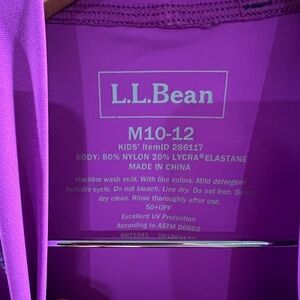 L.L.Bean
M10-12
KIDS' ItemID 286117
BODY: 80% NYLON 20% LYCRA® ELASTANE
MADE IN CHINA
Machine wash cold. With like colors. Mild detergent.
Delicate cycle. Do not bleach. Line dry. Do not Iron. Do not
dry clean. Rinse thoroughly after use.
50+UPF
Excellent UV Protection
According to ASTM D6603